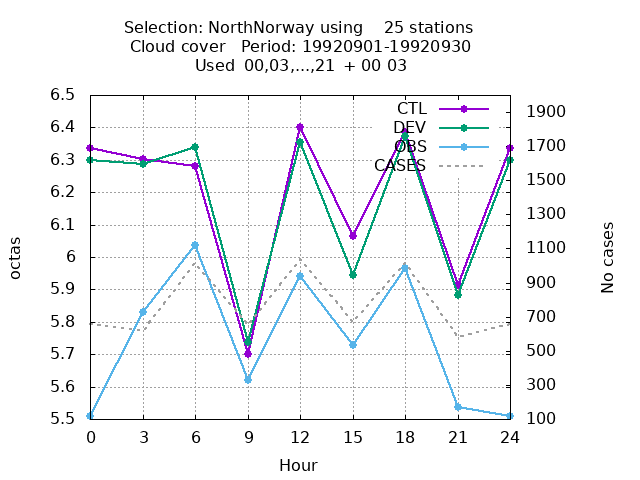 Selection: NorthNorway using    25 stations
Cloud cover   Period: 19920901-19920930
Used 00,03,...,21 + 00 03
CTL
DEV
OBS
CASES
6.5
6.4
6.3
6.2
6.1
6
5.9
5.8
5.7
5.6
5.5
octas
1900
1700
1500
1300
1100
900
700
500
300
100
No cases
0 3 6 9 12 15 18 21 24
Hour